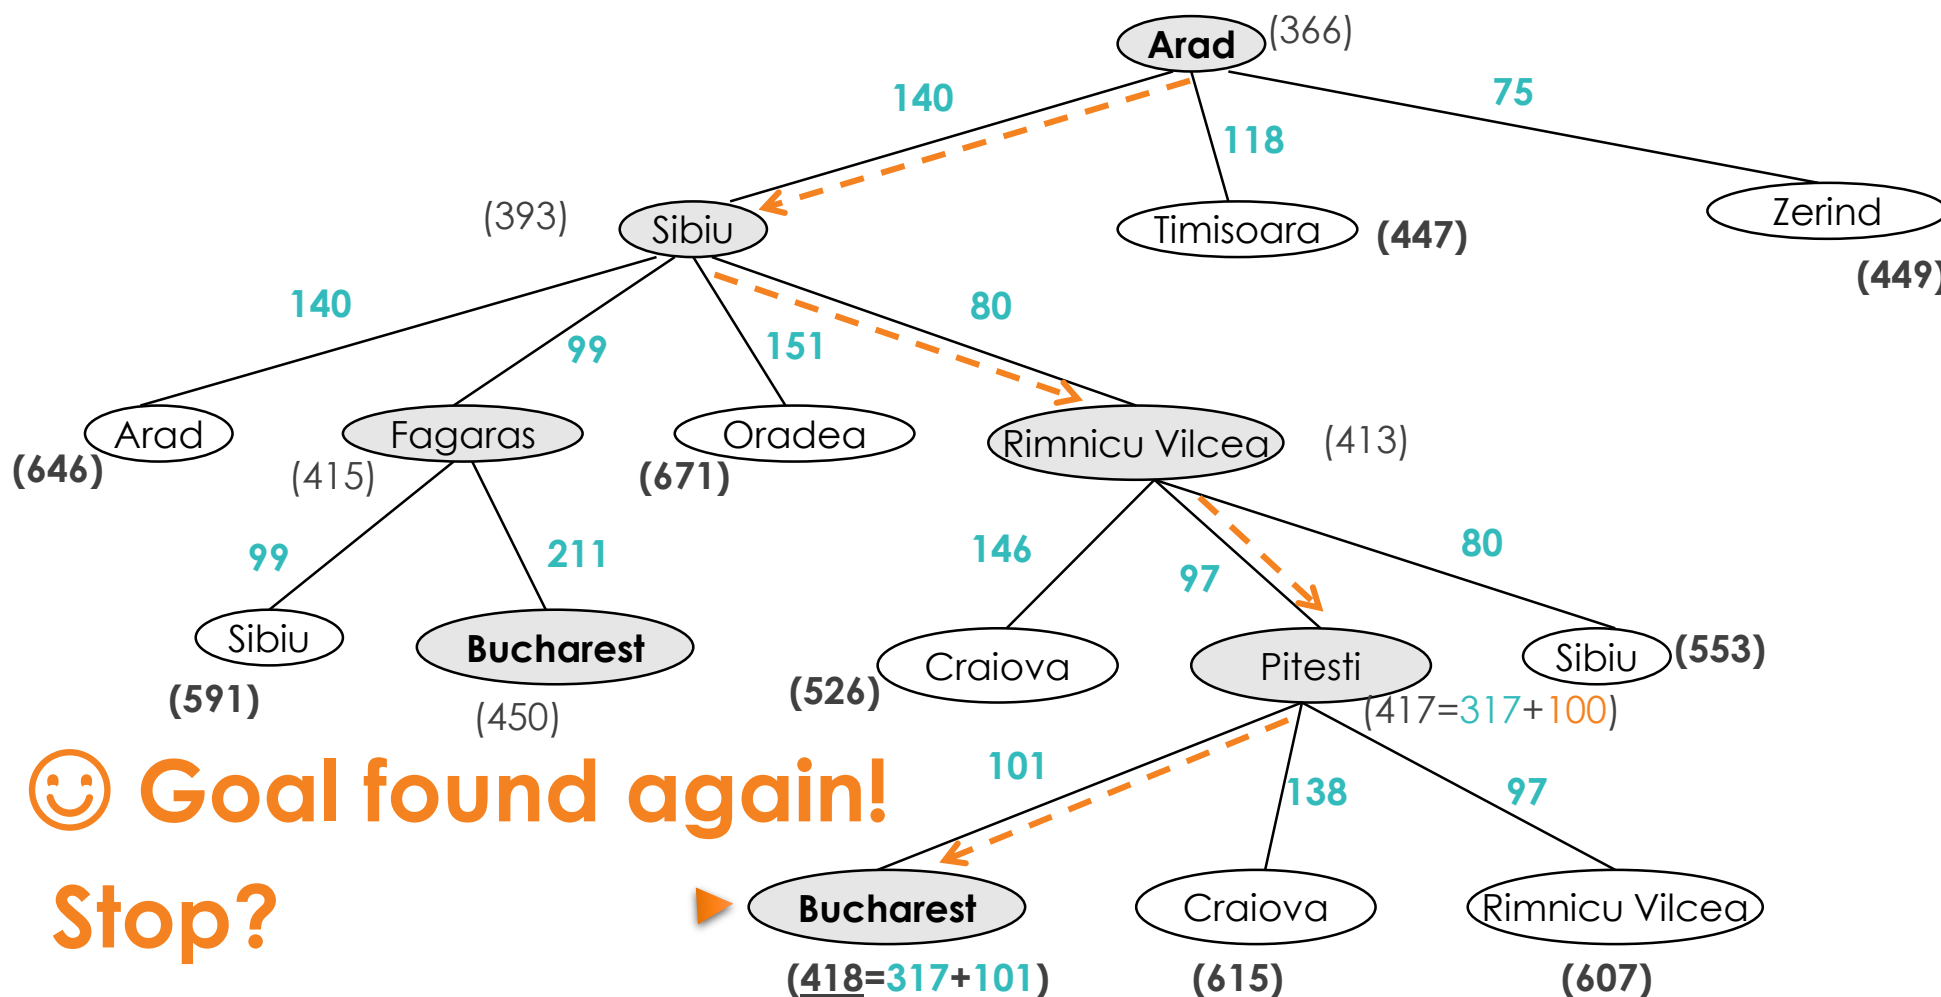 Arad (366)
140
118
75
(393) Sibiu
Timisoara (447)
Zerind
(449)
140
99
151
80
Arad
(646)
Fagaras
(415)
Oradea
(671)
Rimnicu Vilcea (413)
99
211
146
97
80
Sibiu
(591)
Bucharest
(450)
Craiova
(526)
Pitesti
(417=317+100)
Sibiu (553)
Goal found again!
Stop?
101
138
97
Bucharest
(418=317+101)
Craiova
(615)
Rimnicu Vilcea
(607)